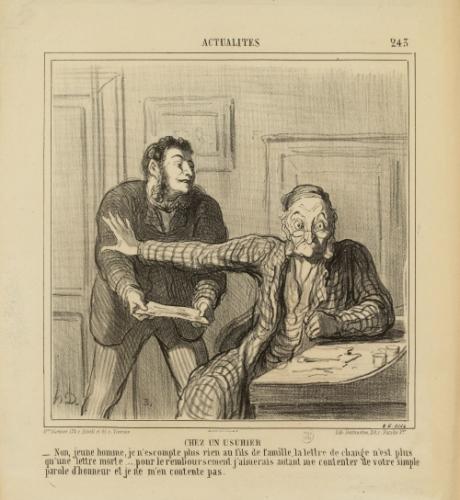 ACTUALITÉS
243
h.D.
3.
CHEZ UN USURIER
_ Non, jeune homme, je n'escompte plus rien au fils de famille, la lettre de change n'est plus
qu'une lettre morte ... pour le remboursement j'aimerais autant me contenter de votre simple
parole d'honneur et je ne m'en contente pas.